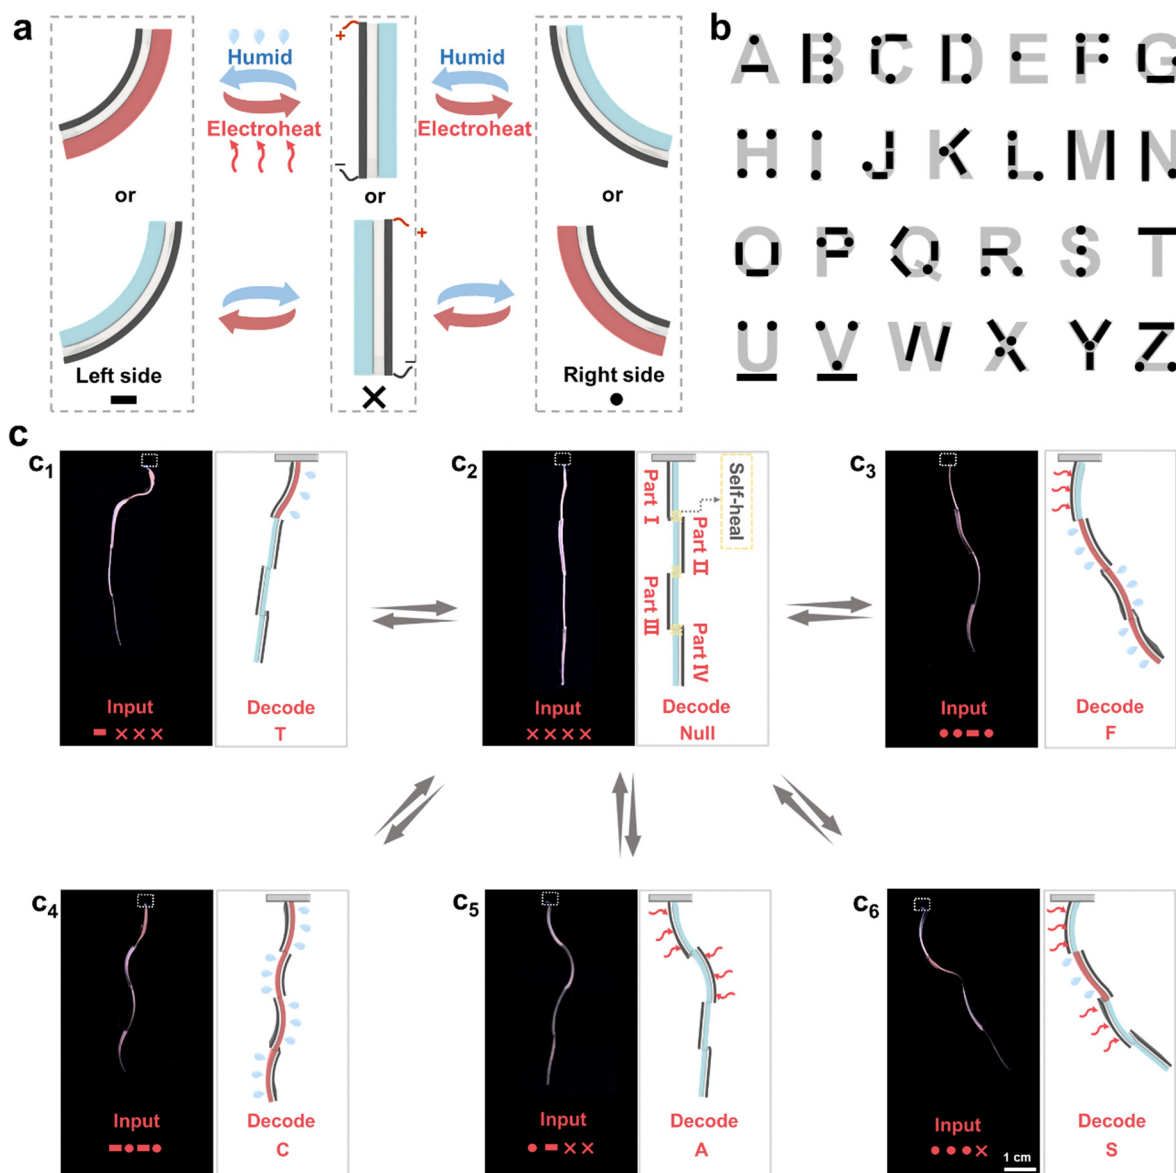 a
b
Humid
Electroheat
Humid
Electroheat
+
−
or
or
or
+
−
Left side
Right side
A B C D E F G
H I J K L M N
O P Q R S T
U V W X Y Z
c
c1
Input
Decode
T
c2
Part I
Part II
Part III
Part IV
Self-heal
Input
××××
Decode
Null
c3
Input
Decode
F
c4
Input
Decode
C
c5
Input
Decode
A
c6
Input
1 cm
Decode
S